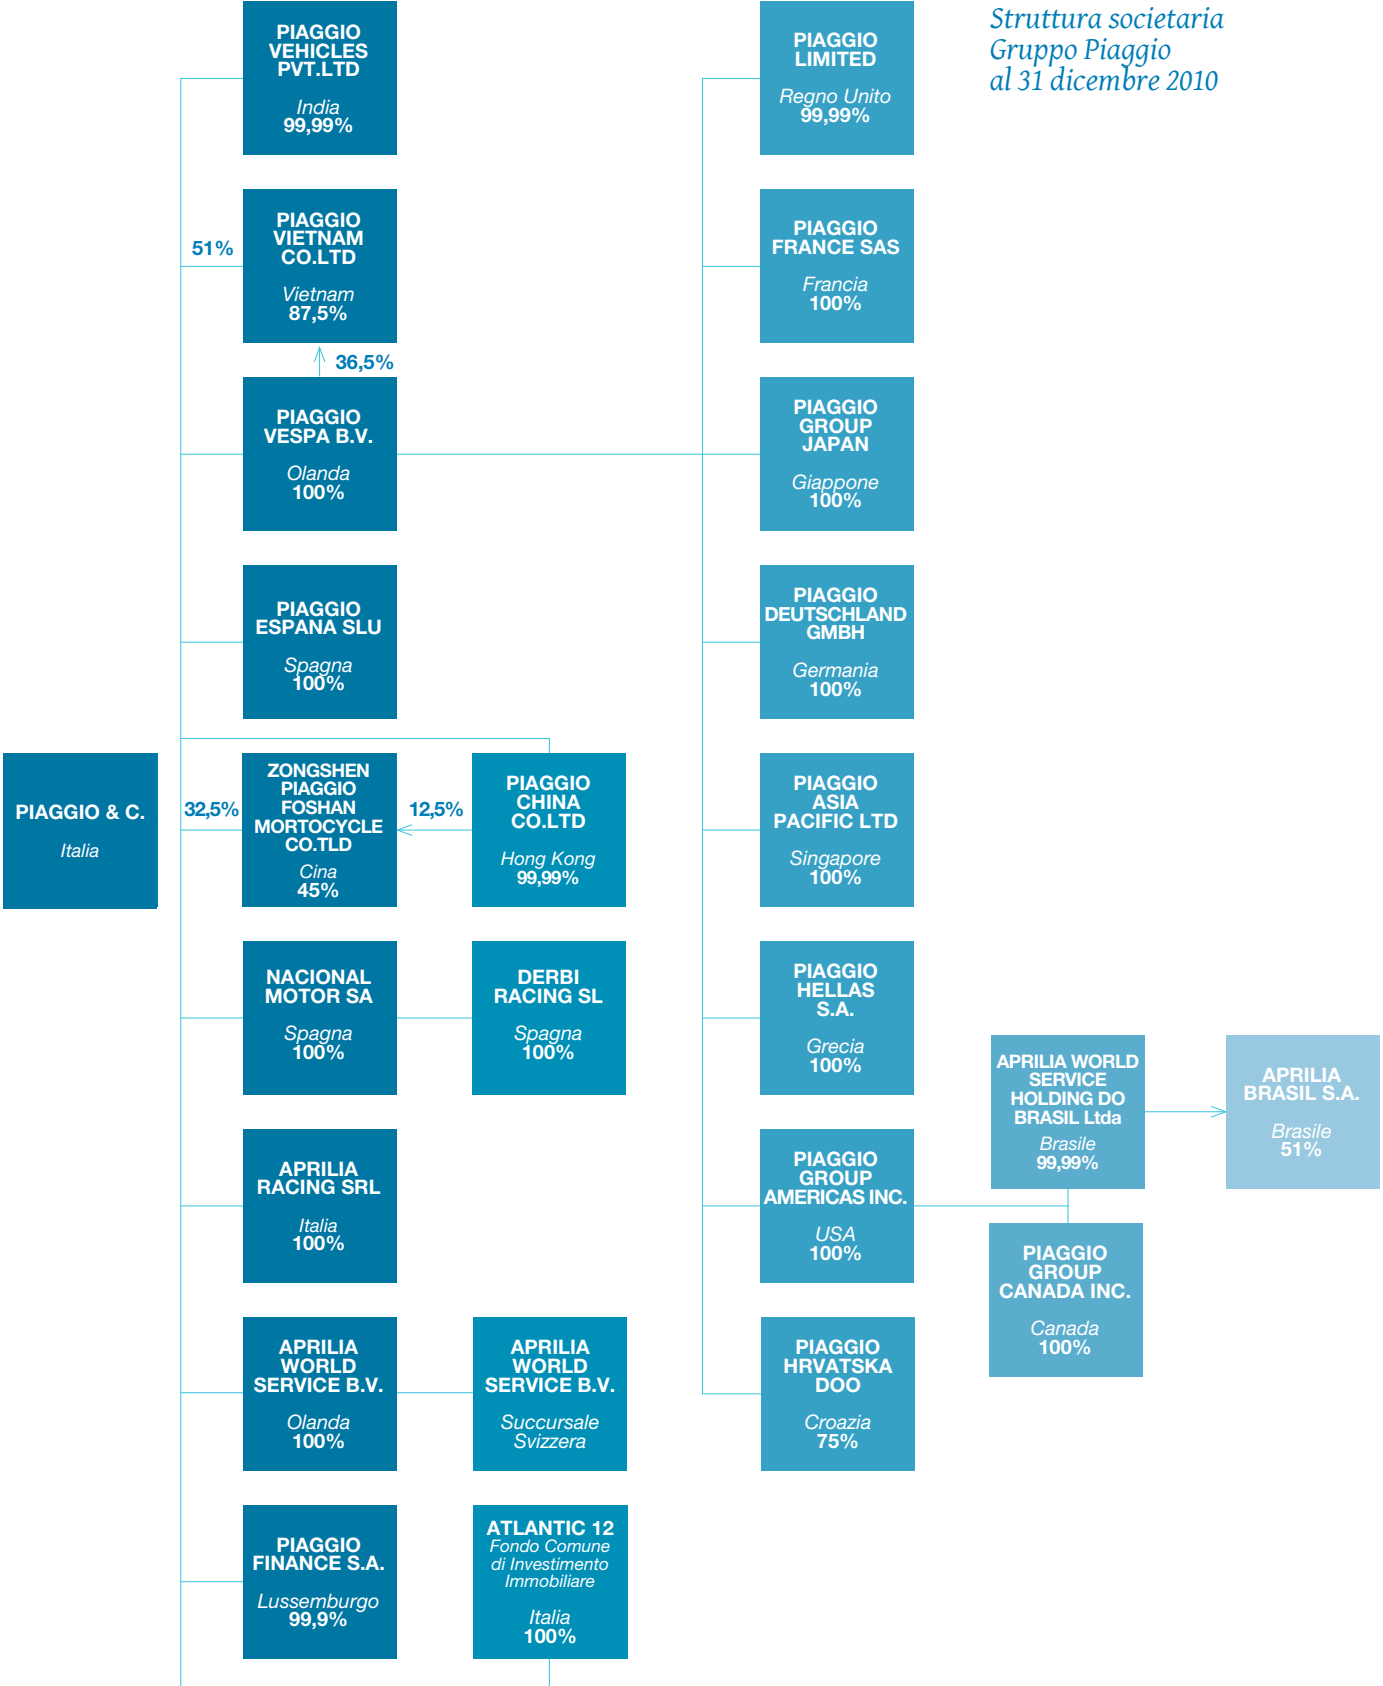 Struttura societaria
Gruppo Piaggio
al 31 dicembre 2010
PIAGGIO
VEHICLES
PVT.LTD
India
99,99%
PIAGGIO
LIMITED
Regno Unito
99,99%
51%
PIAGGIO
VIETNAM
CO.LTD
Vietnam
87,5%
PIAGGIO
FRANCE SAS
Francia
100%
36,5%
PIAGGIO
VESPA B.V.
Olanda
100%
PIAGGIO
GROUP
JAPAN
Giappone
100%
PIAGGIO
ESPANA SLU
Spagna
100%
PIAGGIO
DEUTSCHLAND
GMBH
Germania
100%
PIAGGIO & C.
Italia
32,5%
ZONGSHEN
PIAGGIO
FOSHAN
MORTOCYCLE
CO.TLD
Cina
45%
12,5%
PIAGGIO
CHINA
CO.LTD
Hong Kong
99,99%
PIAGGIO
ASIA
PACIFIC LTD
Singapore
100%
NACIONAL
MOTOR SA
Spagna
100%
DERBI
RACING SL
Spagna
100%
PIAGGIO
HELLAS
S.A.
Grecia
100%
APRILIA WORLD
SERVICE
HOLDING DO
BRASIL Ltda
Brasile
99,99%
APRILIA
BRASIL S.A.
Brasile
51%
APRILIA
RACING SRL
Italia
100%
PIAGGIO
GROUP
AMERICAS INC.
USA
100%
PIAGGIO
GROUP
CANADA INC.
Canada
100%
APRILIA
WORLD
SERVICE B.V.
Olanda
100%
APRILIA
WORLD
SERVICE B.V.
Succursale
Svizzera
PIAGGIO
HRVATSKA
DOO
Croazia
75%
PIAGGIO
FINANCE S.A.
Lussemburgo
99,9%
ATLANTIC 12
Fondo Comune
di Investimento
Immobiliare
Italia
100%